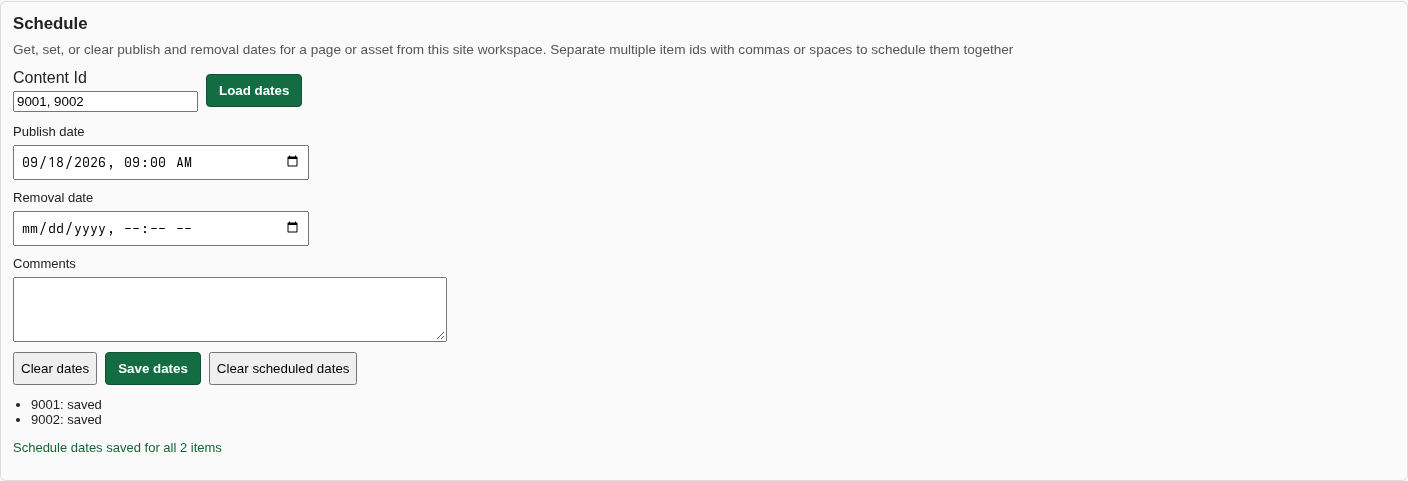 Schedule
Get, set, or clear publish and removal dates for a page or asset from this site workspace. Separate multiple item ids with commas or spaces to schedule them together
Content Id
9001, 9002
Load dates
Publish date
09/18/2026, 09:00 AM
Removal date
mm/dd/yyyy, --:-- --
Comments
Clear dates
Save dates
Clear scheduled dates
9001: saved
9002: saved
Schedule dates saved for all 2 items